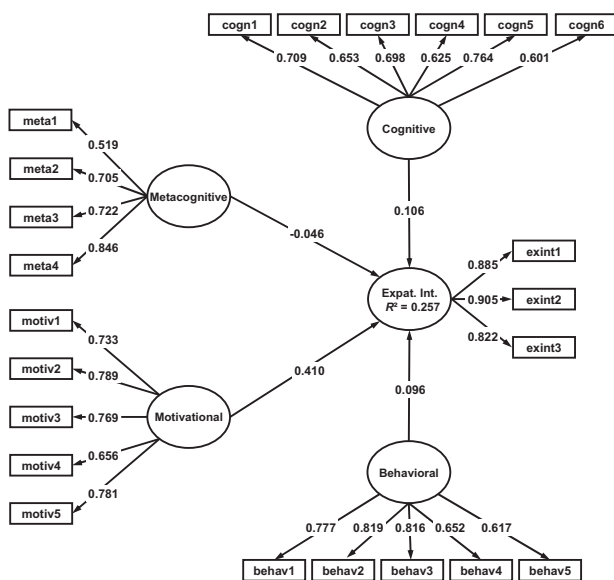 cogn1 cogn2 cogn3 cogn4 cogn5 cogn6
0.709 0.653 0.698 0.625 0.764 0.601
Cognitive
0.106
meta1
meta2
meta3
meta4
0.519
0.705
0.722
0.846
Metacognitive
-0.046
Expat. Int.
R² = 0.257
0.885
0.905
0.822
exint1
exint2
exint3
motiv1
motiv2
motiv3
motiv4
motiv5
0.733
0.789
0.769
0.656
0.781
Motivational
0.410
0.096
Behavioral
0.777 0.819 0.816 0.652 0.617
behav1 behav2 behav3 behav4 behav5